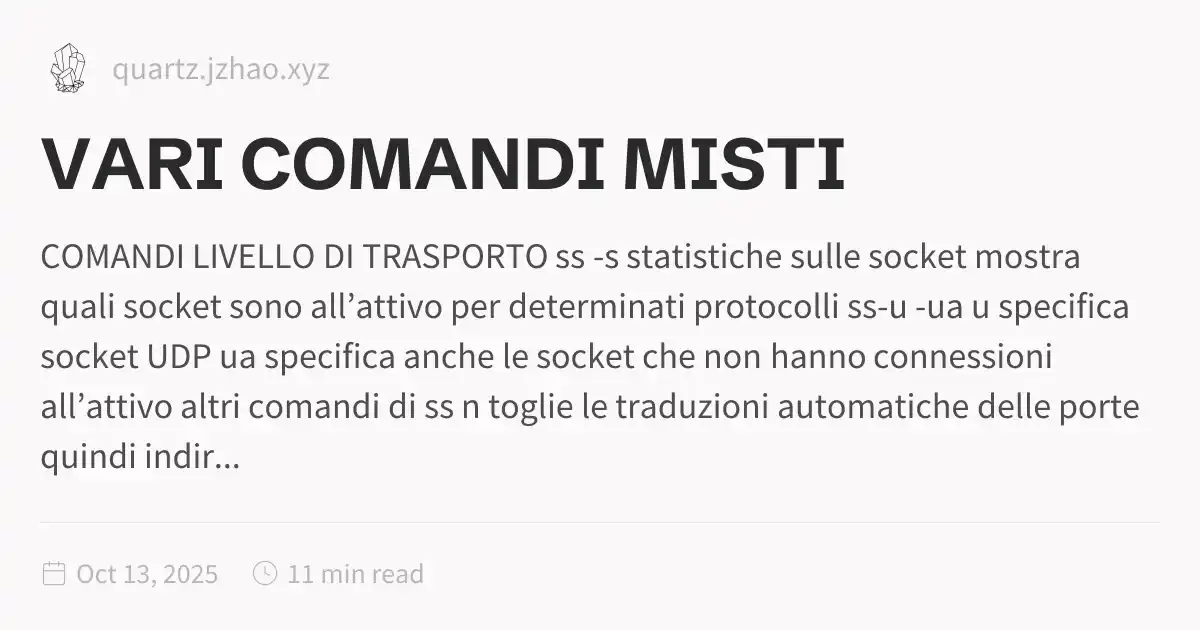 quartz.jzhao.xyz
VARI COMANDI MISTI
COMANDI LIVELLO DI TRASPORTO ss -s statistiche sulle socket mostra
quali socket sono all’attivo per determinati protocolli ss-u -ua u specifica
socket UDP ua specifica anche le socket che non hanno connessioni
all’attivo altri comandi di ss n toglie le traduzioni automatiche delle porte
quindi indir...
Oct 13, 2025 11 min read